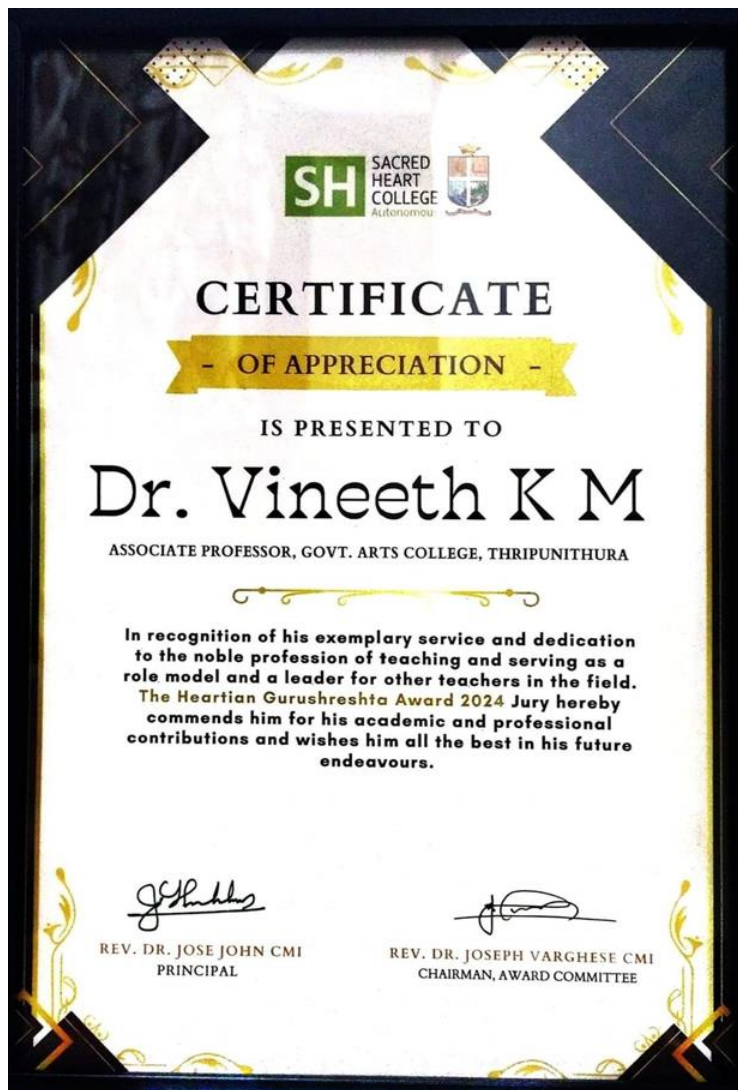 SH
SACRED
HEART
COLLEGE
Autonomou
CERTIFICATE
- OF APPRECIATION -
IS PRESENTED TO
Dr. Vineeth K M
ASSOCIATE PROFESSOR, GOVT. ARTS COLLEGE, THRIPUNITHURA
In recognition of his exemplary service and dedication
to the noble profession of teaching and serving as a
role model and a leader for other teachers in the field.
The Heartian Gurushreshta Award 2024 Jury hereby
commends him for his academic and professional
contributions and wishes him all the best in his future
endeavours.
REV. DR. JOSE JOHN CMI
PRINCIPAL
REV. DR. JOSEPH VARGHESE CMI
CHAIRMAN, AWARD COMMITTEE